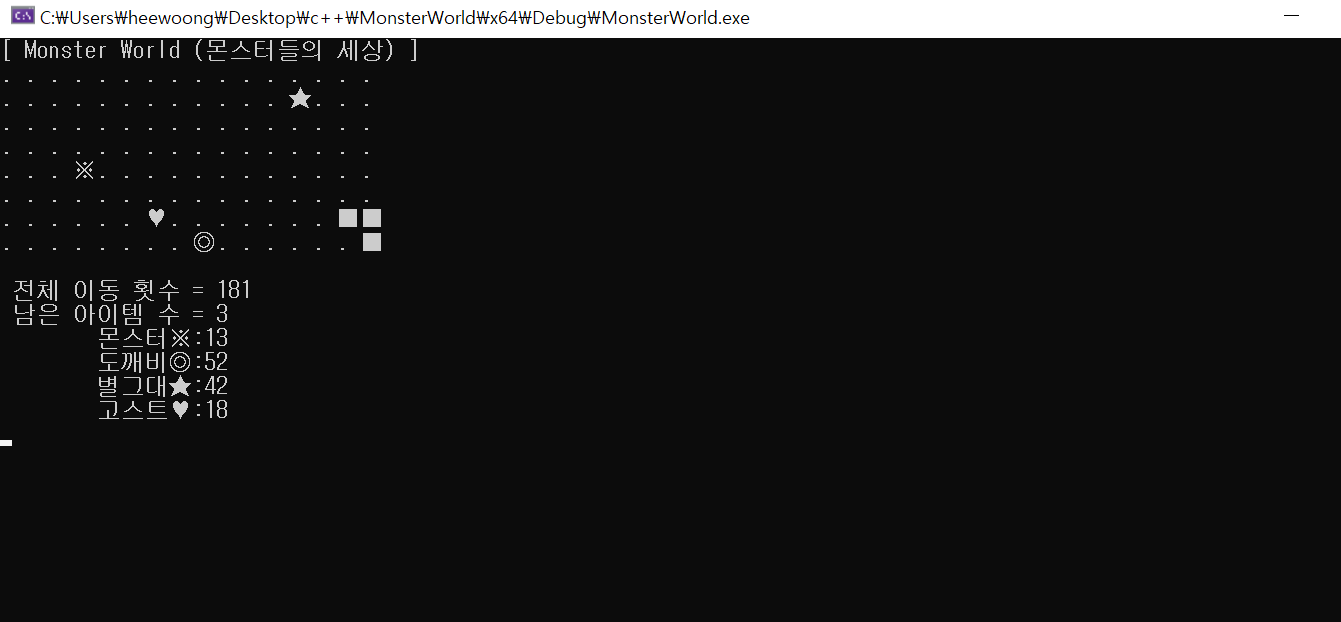 C:\Users\heewoong\Desktop\c++\MonsterWorld\x64\Debug\MonsterWorld.exe
[ Monster World (몬스터들의 세상) ]
. . . . . . . . . . . . . . . .
. . . . . . . . . . . . ★. . .
. . . . . . . . . . . . . . . .
. . . . . . . . . . . . . . . .
. . . ※. . . . . . . . . . . .
. . . . . . . . . . . . . . . .
. . . . . . ♥. . . . . . . ■■
. . . . . . . . ◎. . . . . . ■
전체 이동 횟수 = 181
남은 아이템 수 = 3
몬스터※:13
도깨비◎:52
별그대★:42
고스트♥:18